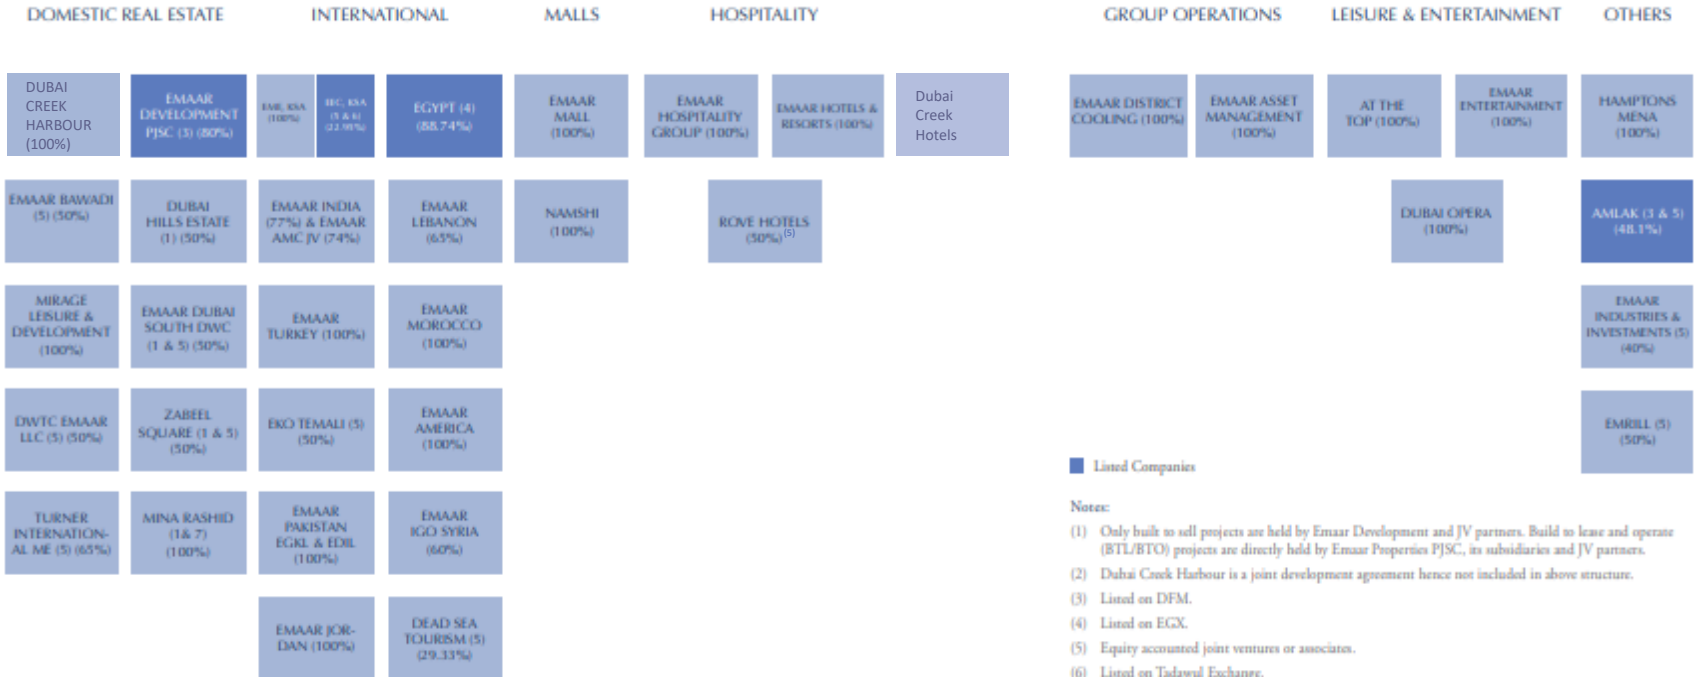 DOMESTIC REAL ESTATE
INTERNATIONAL
MALLS
HOSPITALITY
GROUP OPERATIONS
LEISURE & ENTERTAINMENT
OTHERS
DUBAI
CREEK
HARBOUR
(100%)
EMAAR
DEVELOPMENT
PJSC (3) (80%)
EMR, KSA
(100%)
EEC, KSA
(5 & 6)
(22.95%)
EGYPT (4)
(88.74%)
EMAAR
MALL
(100%)
EMAAR
HOSPITALITY
GROUP (100%)
EMAAR HOTELS &
RESORTS (100%)
Dubai
Creek
Hotels
EMAAR DISTRICT
COOLING (100%)
EMAAR ASSET
MANAGEMENT
(100%)
AT THE
TOP (100%)
EMAAR
ENTERTAINMENT
(100%)
HAMPTONS
MENA
(100%)
EMAAR BAWADI
(5) (50%)
DUBAI
HILLS ESTATE
(1) (50%)
EMAAR INDIA
(77%) & EMAAR
AMC JV (74%)
EMAAR
LEBANON
(65%)
NAMSHI
(100%)
ROVE HOTELS
(50%)(5)
DUBAI OPERA
(100%)
AMLAK (3 & 5)
(48.1%)
MIRAGE
LEISURE &
DEVELOPMENT
(100%)
EMAAR DUBAI
SOUTH DWC
(1 & 5) (50%)
EMAAR
TURKEY (100%)
EMAAR
MOROCCO
(100%)
EMAAR
INDUSTRIES &
INVESTMENTS (5)
(40%)
DWTC EMAAR
LLC (5) (50%)
ZABEEL
SQUARE (1 & 5)
(50%)
EKO TEMALI (5)
(50%)
EMAAR
AMERICA
(100%)
EMRILL (5)
(50%)
TURNER
INTERNATION-
AL ME (5) (65%)
MINA RASHID
(1& 7)
(100%)
EMAAR
PAKISTAN
EGKL & EDIL
(100%)
EMAAR
IGO SYRIA
(60%)
EMAAR JOR-
DAN (100%)
DEAD SEA
TOURISM (5)
(29.33%)
Listed Companies
Notes:
(1) Only built to sell projects are held by Emaar Development and JV partners. Build to lease and operate
(BTL/BTO) projects are directly held by Emaar Properties PJSC, its subsidiaries and JV partners.
(2) Dubai Creek Harbour is a joint development agreement hence not included in above structure.
(3) Listed on DFM.
(4) Listed on EGX.
(5) Equity accounted joint ventures or associates.
(6) Listed on Tadawul Exchange.